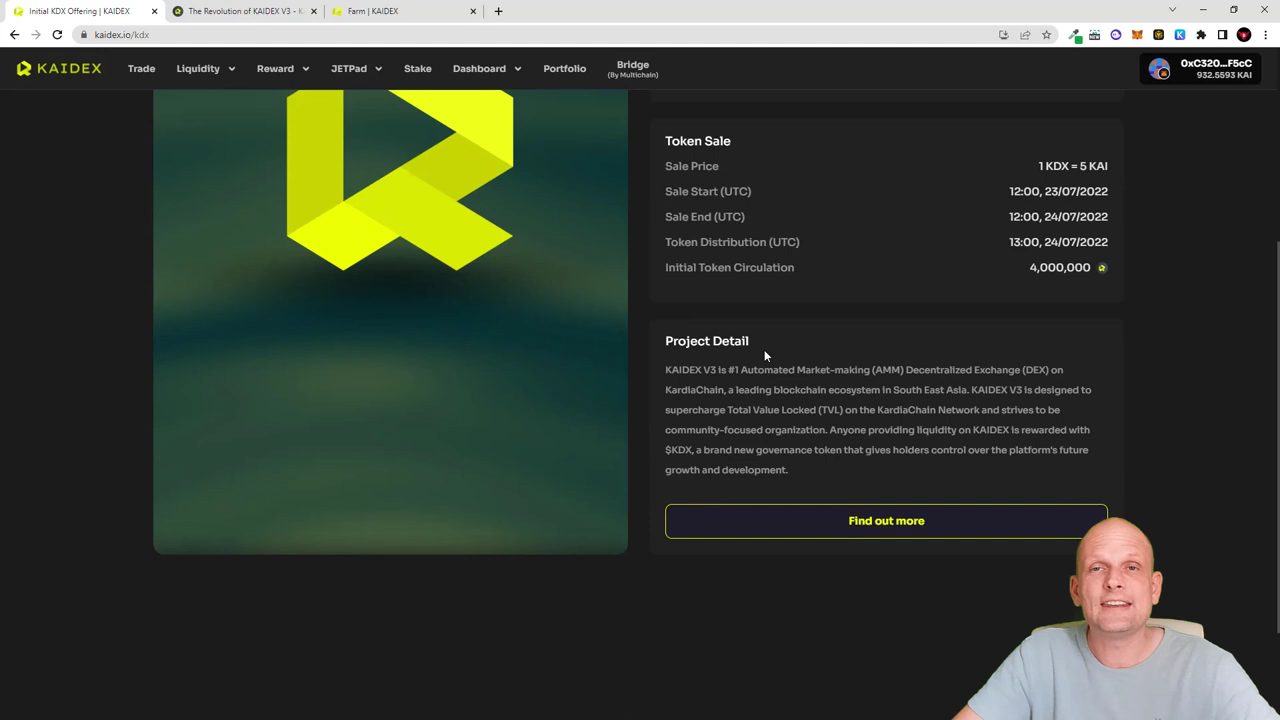 Initial KDX Offering | KAIDEX
The Revolution of KAIDEX V3 - K
Farm | KAIDEX
kaidex.io/kdx
KAIDEX
Trade
Liquidity
Reward
JETPad
Stake
Dashboard
Portfolio
Bridge
(By Multichain)
0xC320...F5cC
932.5593 KAI
Token Sale
Sale Price 1 KDX = 5 KAI
Sale Start (UTC) 12:00, 23/07/2022
Sale End (UTC) 12:00, 24/07/2022
Token Distribution (UTC) 13:00, 24/07/2022
Initial Token Circulation 4,000,000
Project Detail
KAIDEX V3 is #1 Automated Market-making (AMM) Decentralized Exchange (DEX) on
KardiaChain, a leading blockchain ecosystem in South East Asia. KAIDEX V3 is designed to
supercharge Total Value Locked (TVL) on the KardiaChain Network and strives to be
community-focused organization. Anyone providing liquidity on KAIDEX is rewarded with
$KDX, a brand new governance token that gives holders control over the platform's future
growth and development.
Find out more